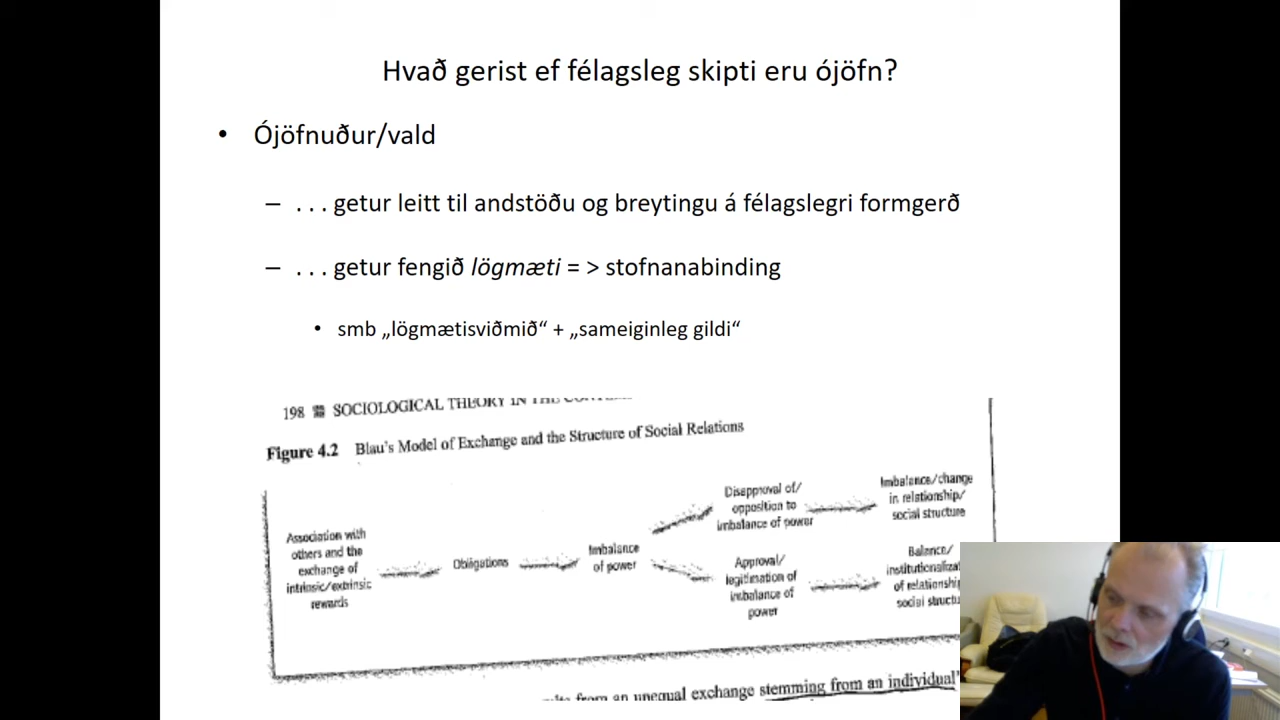 Hvað gerist ef félagsleg skipti eru ójöfn?
• Ójöfnuður/vald
– . . . getur leitt til andstöðu og breytingu á félagslegri formgerð
– . . . getur fengið lögmæti = > stofnanabinding
• smb „lögmætisviðmið“ + „sameiginleg gildi“
198 SOCIOLOGICAL THEORY IN THE
Figure 4.2 Blau's Model of Exchange and the Structure of Social Relations
Association with
others and the
exchange of
intrinsic/extrinsic
rewards
Obligations
Imbalance
of power
Disapproval of/
opposition to
imbalance of power
Imbalance/change
in relationship/
social structure
Approval/
legitimation of
imbalance of
power
Balance/
of
social
from an unequal exchange stemming from an individual'